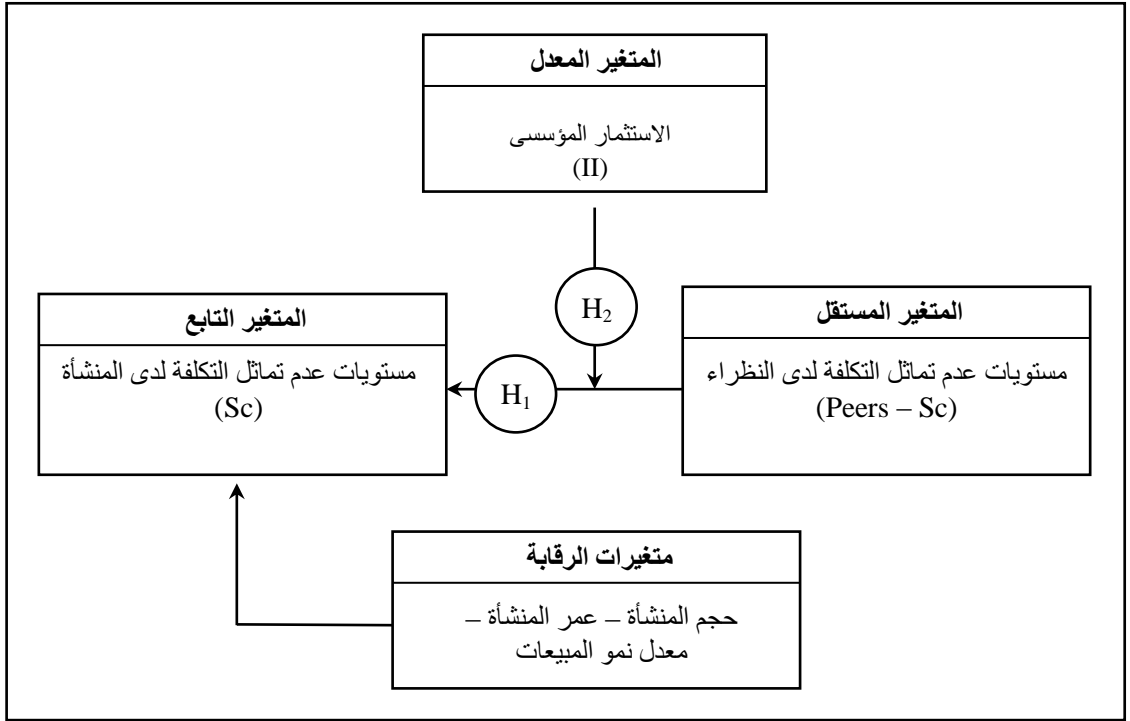 المتغير المعدل
الاستثمار المؤسسى
(II)
H₂
المتغير المستقل
مستويات عدم تماثل التكلفة لدى النظراء
(Peers – Sc)
H₁
المتغير التابع
مستويات عدم تماثل التكلفة لدى المنشأة
(Sc)
متغيرات الرقابة
حجم المنشأة – عمر المنشأة –
معدل نمو المبيعات